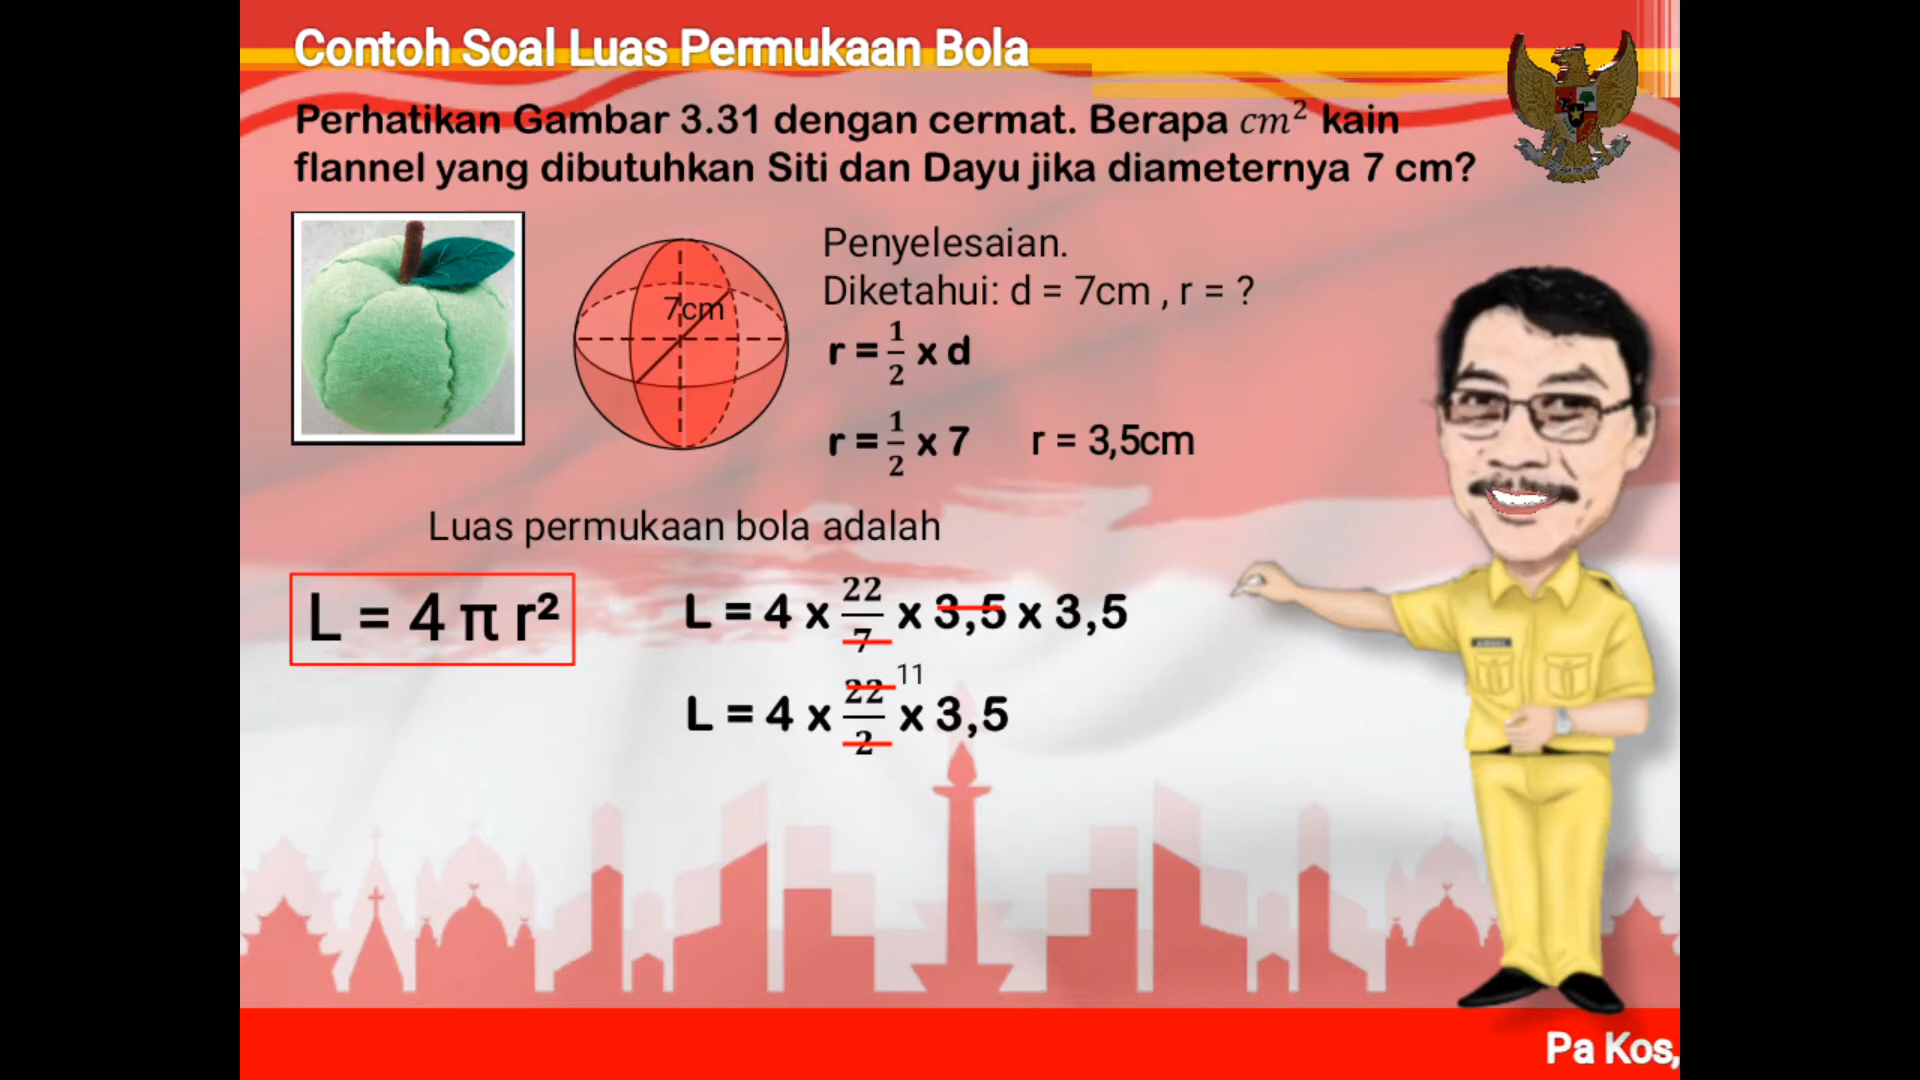 Contoh Soal Luas Permukaan Bola
Perhatikan Gambar 3.31 dengan cermat. Berapa cm² kain
flannel yang dibutuhkan Siti dan Dayu jika diameternya 7 cm?
7cm
Penyelesaian.
Diketahui: d = 7cm , r = ?
r = 1/2 x d
r = 1/2 x 7 r = 3,5cm
Luas permukaan bola adalah
L = 4 π r²
L = 4 x 22/7 x 3,5 x 3,5
11
L = 4 x 22/2 x 3,5
Pa Kos,